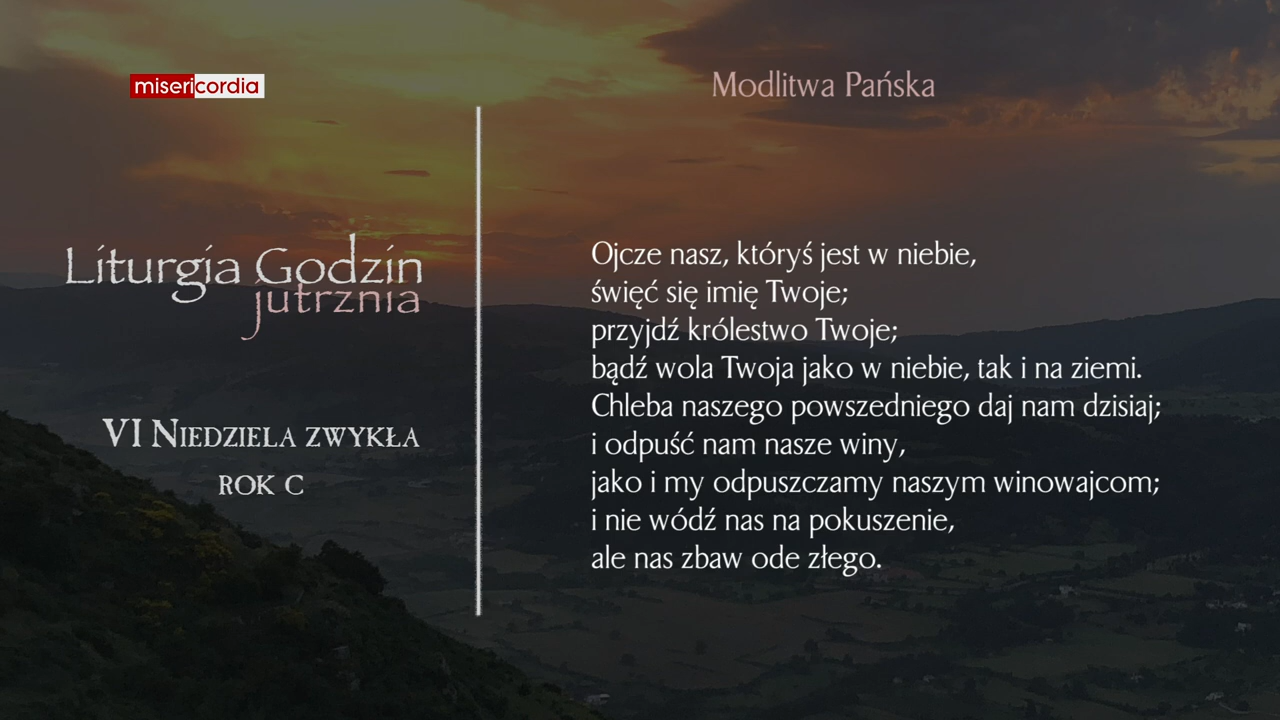 misericordia
Liturgia Godzin
jutrznia
VI Niedziela zwykła
rok C
Modlitwa Pańska
Ojcze nasz, któryś jest w niebie,
święć się imię Twoje;
przyjdź królestwo Twoje;
bądź wola Twoja jako w niebie, tak i na ziemi.
Chleba naszego powszedniego daj nam dzisiaj;
i odpuść nam nasze winy,
jako i my odpuszczamy naszym winowajcom;
i nie wódź nas na pokuszenie,
ale nas zbaw ode złego.